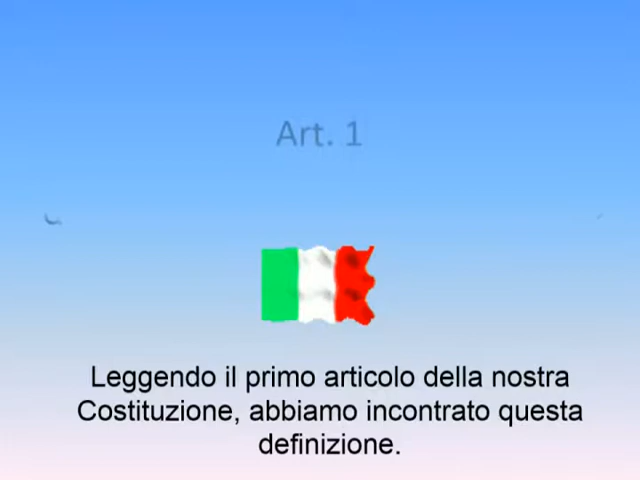 Art. 1
Leggendo il primo articolo della nostra
Costituzione, abbiamo incontrato questa
definizione.